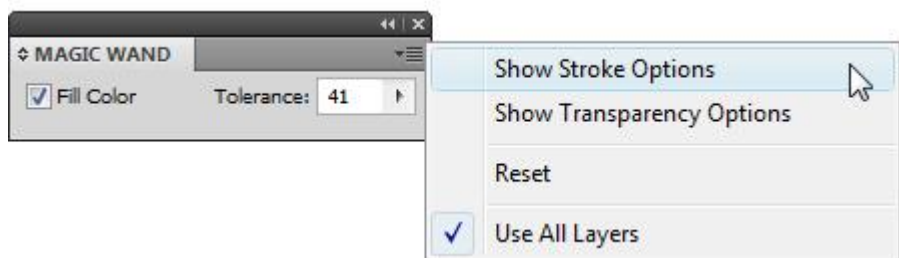 MAGIC WAND
Fill Color Tolerance: 41
Show Stroke Options
Show Transparency Options
Reset
Use All Layers